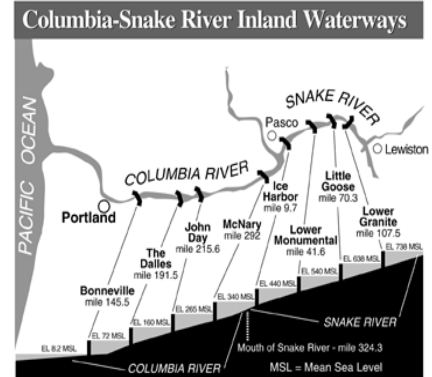 Columbia-Snake River Inland Waterways
PACIFIC OCEAN
SNAKE RIVER
Pasco
Lewiston
COLUMBIA RIVER
Portland
Bonneville
mile 145.5
The
Dalles
mile 191.5
John
Day
mile 215.6
McNary
mile 292
Ice
Harbor
mile 9.7
Lower
Monumental
mile 41.6
Little
Goose
mile 70.3
Lower
Granite
mile 107.5
EL 8.2 MSL
EL 72 MSL
EL 160 MSL
EL 265 MSL
EL 340 MSL
EL 440 MSL
EL 540 MSL
EL 638 MSL
EL 738 MSL
SNAKE RIVER
Mouth of Snake River - mile 324.3
COLUMBIA RIVER
MSL = Mean Sea Level